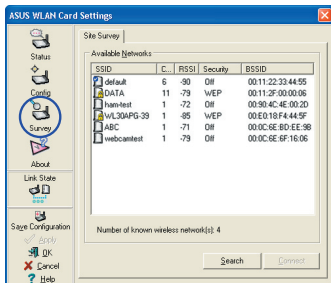 ASUS WLAN Card Settings
Status
Config
Survey
About
Link State
Save Configuration
Apply
OK
Cancel
Help
Site Survey
Available Networks
SSID C... RSSI Security BSSID
default 6 -90 Off 00:11:22:33:44:55
DATA 11 -79 WEP 00:11:2F:00:00:06
ham-test 1 -72 Off 00:90:4C:4E:00:2D
WL30APG-39 1 -85 WEP 00:E0:18:F4:44:5F
ABC 1 -71 Off 00:0C:6E:BD:EE:9B
webcamtest 1 -79 Off 00:0C:6E:6F:16:06
Number of known wireless network(s): 4
Search
Connect